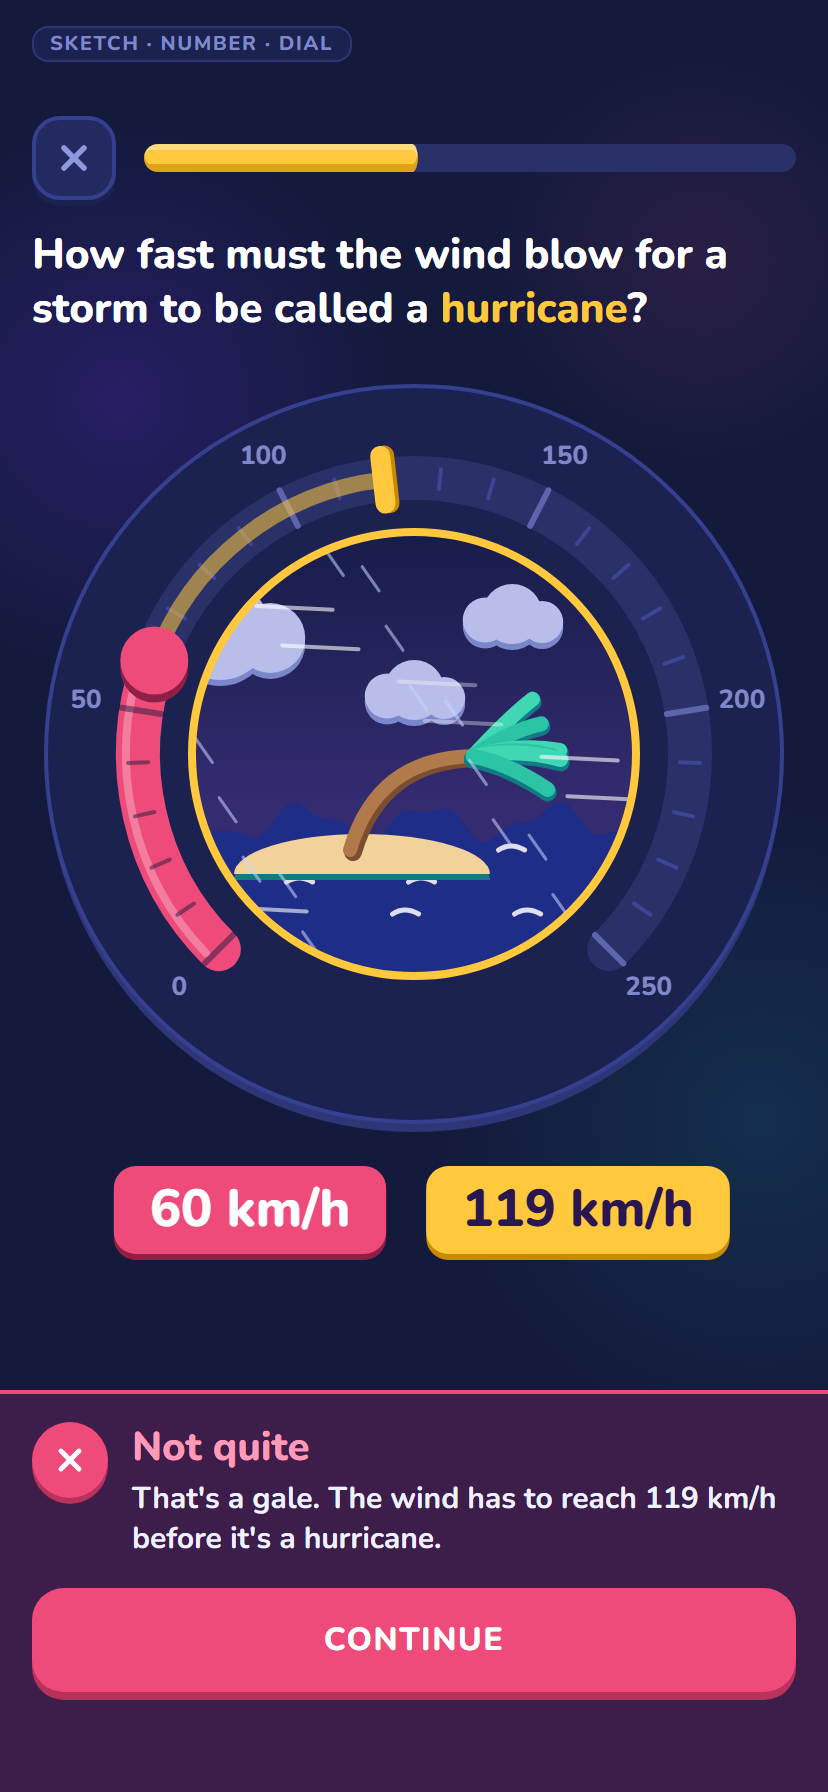 SKETCH · NUMBER · DIAL
How fast must the wind blow for a
storm to be called a hurricane?
100
150
50
200
0
250
60 km/h
119 km/h
Not quite
That's a gale. The wind has to reach 119 km/h
before it's a hurricane.
CONTINUE